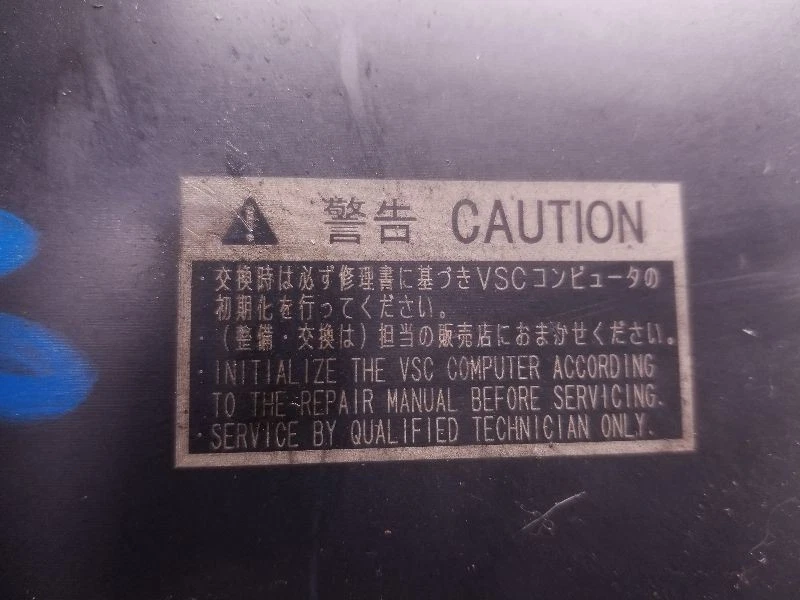 警告 CAUTION
・交換時は必ず修理書に基づきVSCコンピュータの
初期化を行ってください。
・(整備・交換は)担当の販売店におまかせください。
・INITIALIZE THE VSC COMPUTER ACCORDING
TO THE REPAIR MANUAL BEFORE SERVICING.
・SERVICE BY QUALIFIED TECHNICIAN ONLY.